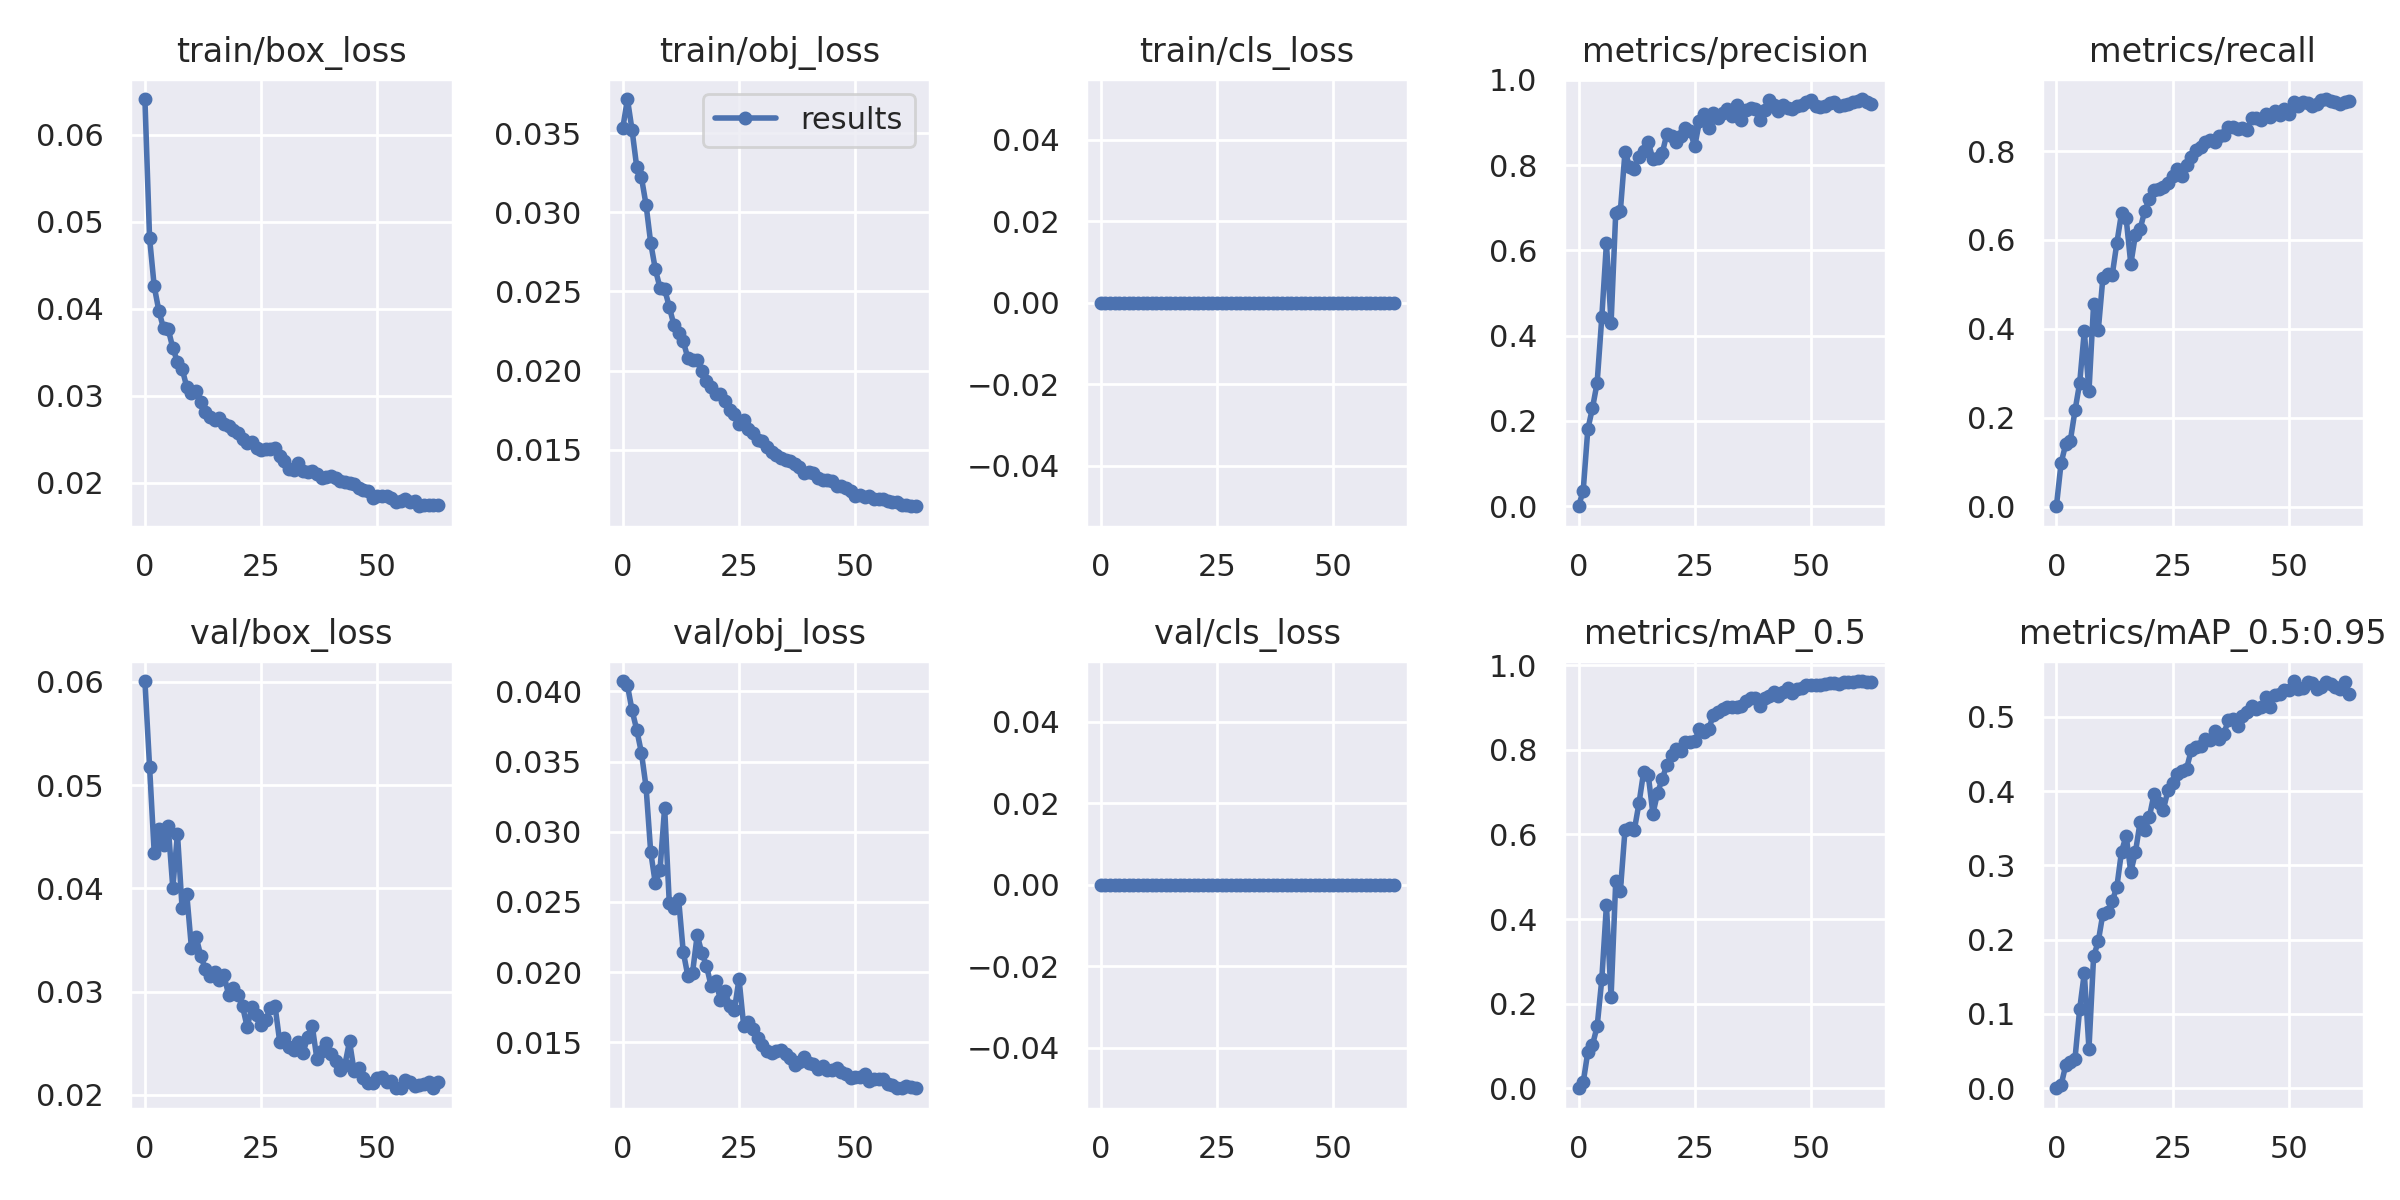 train/box_loss
0.06
0.05
0.04
0.03
0.02
0 25 50
train/obj_loss
results
0.035
0.030
0.025
0.020
0.015
0 25 50
train/cls_loss
0.04
0.02
0.00
−0.02
−0.04
0 25 50
metrics/precision
1.0
0.8
0.6
0.4
0.2
0.0
0 25 50
metrics/recall
0.8
0.6
0.4
0.2
0.0
0 25 50
val/box_loss
0.06
0.05
0.04
0.03
0.02
0 25 50
val/obj_loss
0.040
0.035
0.030
0.025
0.020
0.015
0 25 50
val/cls_loss
0.04
0.02
0.00
−0.02
−0.04
0 25 50
metrics/mAP_0.5
1.0
0.8
0.6
0.4
0.2
0.0
0 25 50
metrics/mAP_0.5:0.95
0.5
0.4
0.3
0.2
0.1
0.0
0 25 50